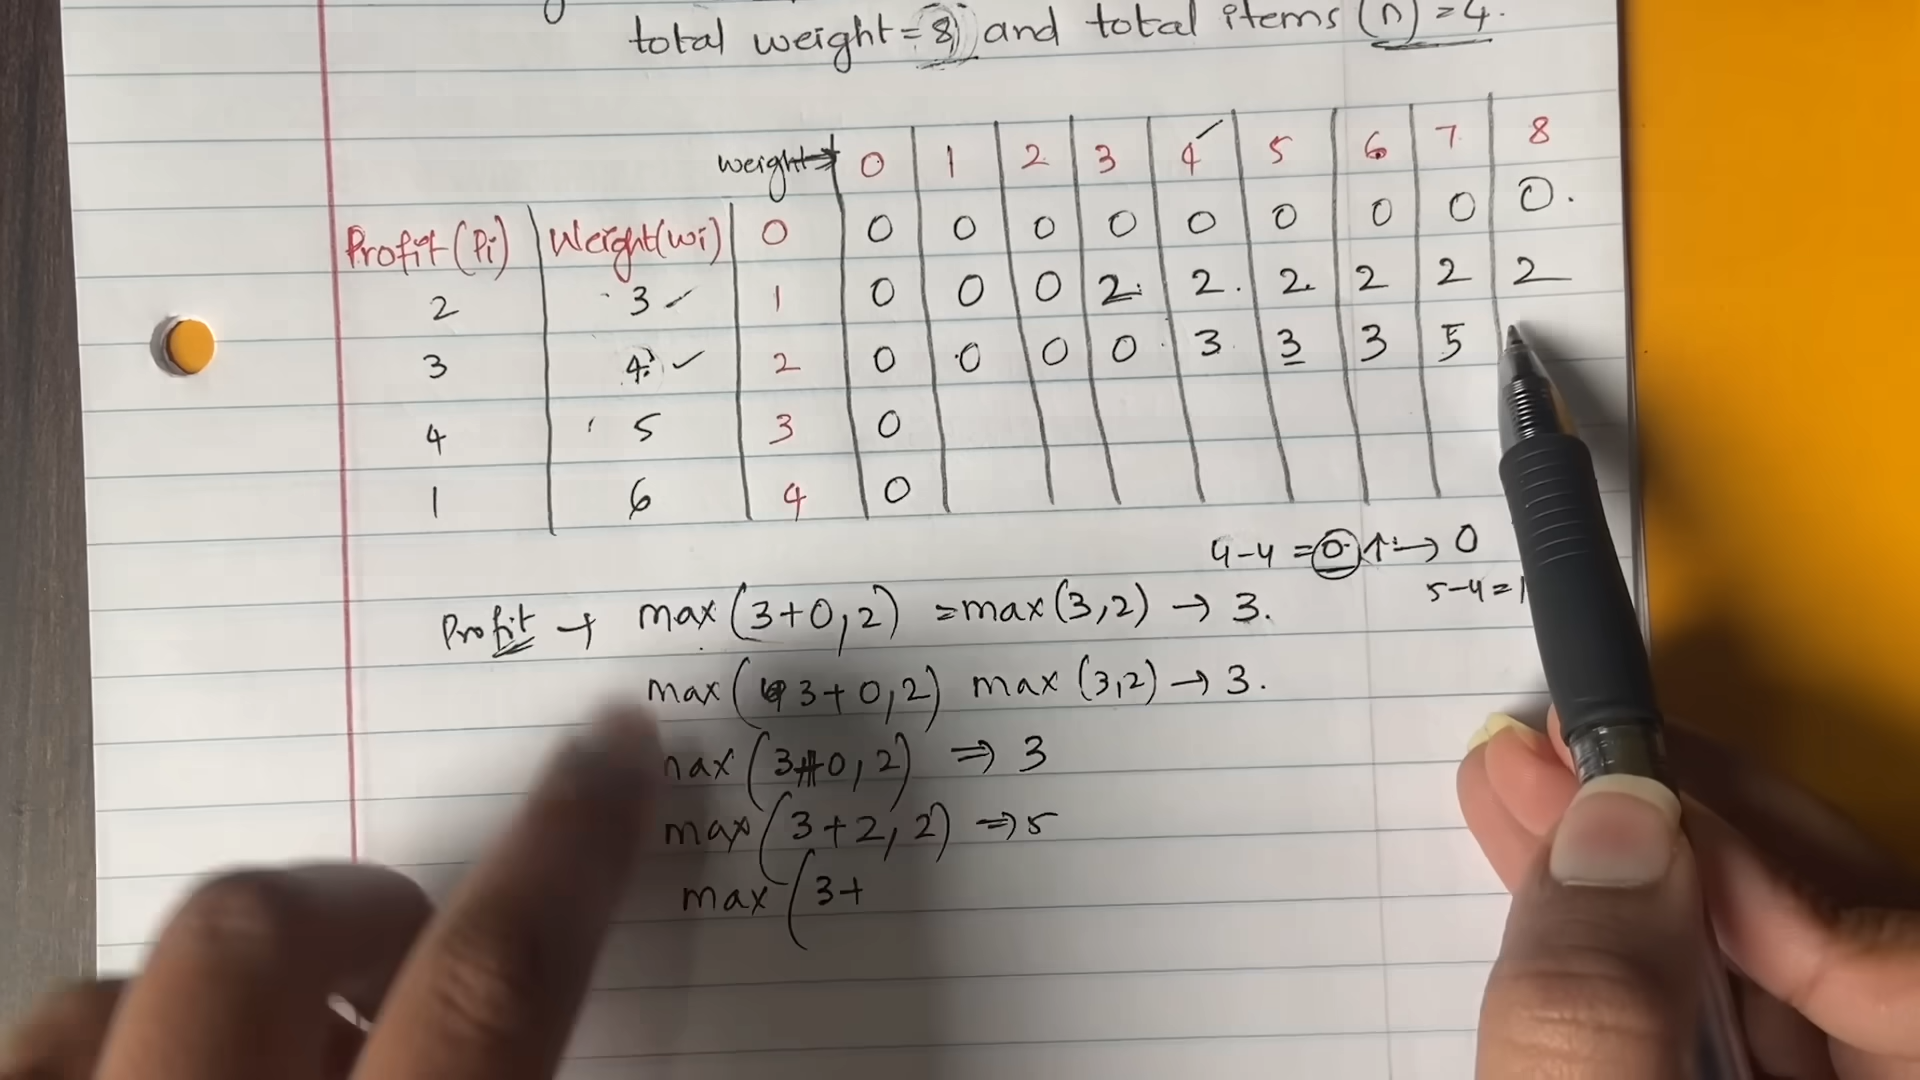 total weight=8 and total items (n)=4.
weight→ 0 1 2 3 4 5 6 7 8
Profit(Pi) Weight(wi) 0 0 0 0 0 0 0 0 0 0.
2 3 ✓ 1 0 0 0 2. 2. 2. 2 2 2
3 4 ✓ 2 0 0 0 0 3 3 3 5
4 5 3 0
1 6 4 0
4-4 = 0 ↑ → 0
5-4=1
Profit → max(3+0,2) =max(3,2) → 3.
max(3+0,2) max(3,2) → 3.
max(3+0,2) ⇒ 3
max(3+2,2) ⇒ 5
max(3+